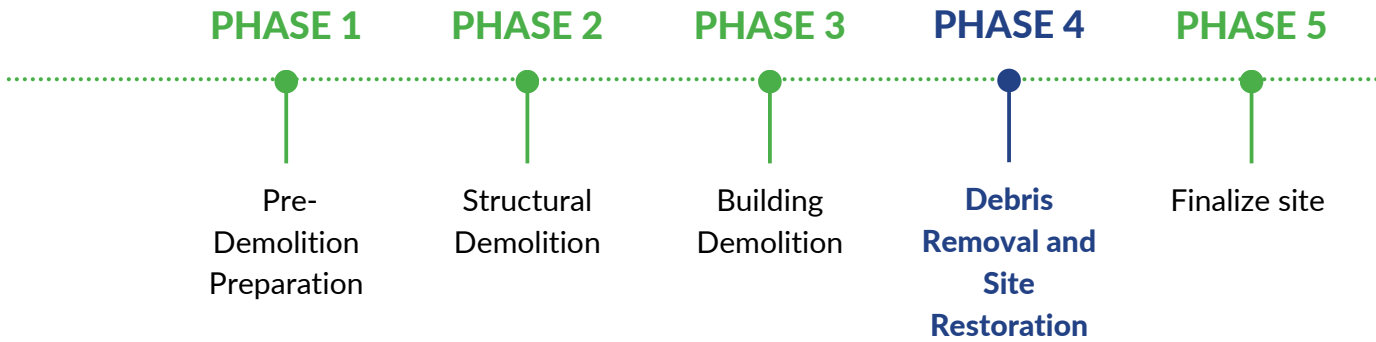 PHASE 1 PHASE 2 PHASE 3 PHASE 4 PHASE 5
Pre-
Demolition
Preparation
Structural
Demolition
Building
Demolition
Debris
Removal and
Site
Restoration
Finalize site